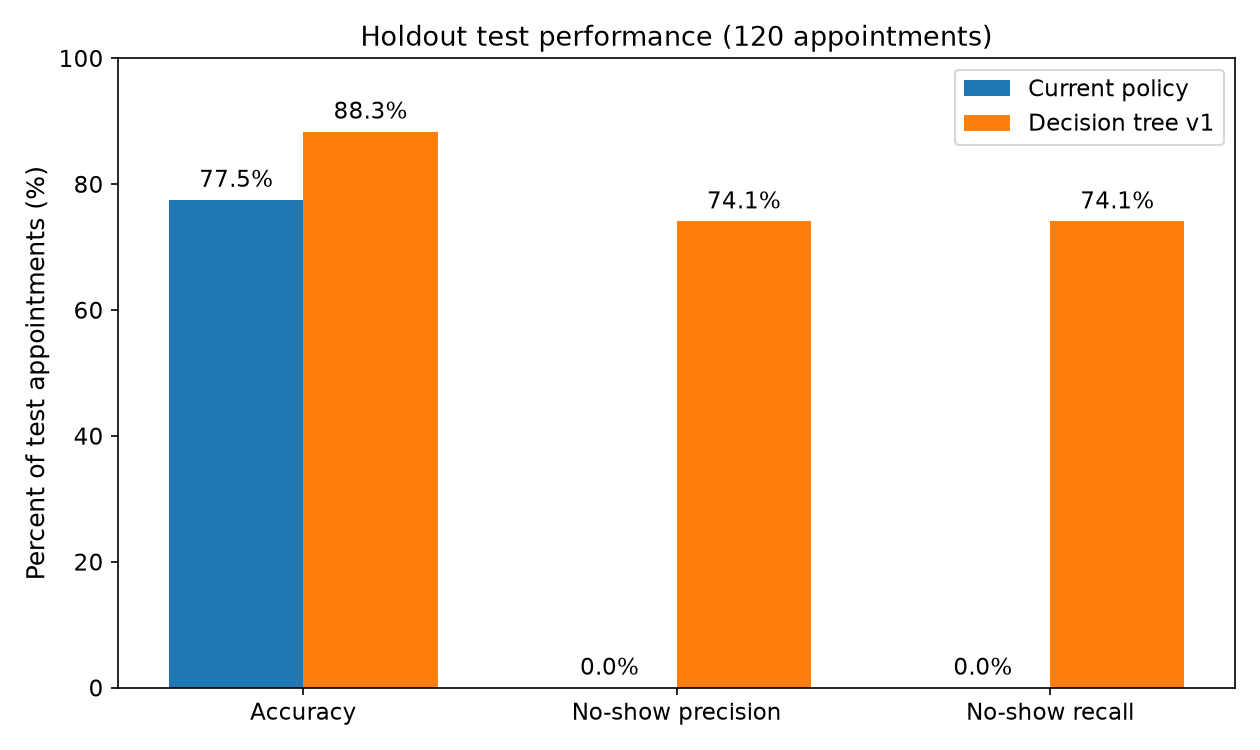 Holdout test performance (120 appointments)
Percent of test appointments (%)
100
80
60
40
20
0
Current policy
Decision tree v1
77.5%
88.3%
0.0%
74.1%
0.0%
74.1%
Accuracy
No-show precision
No-show recall